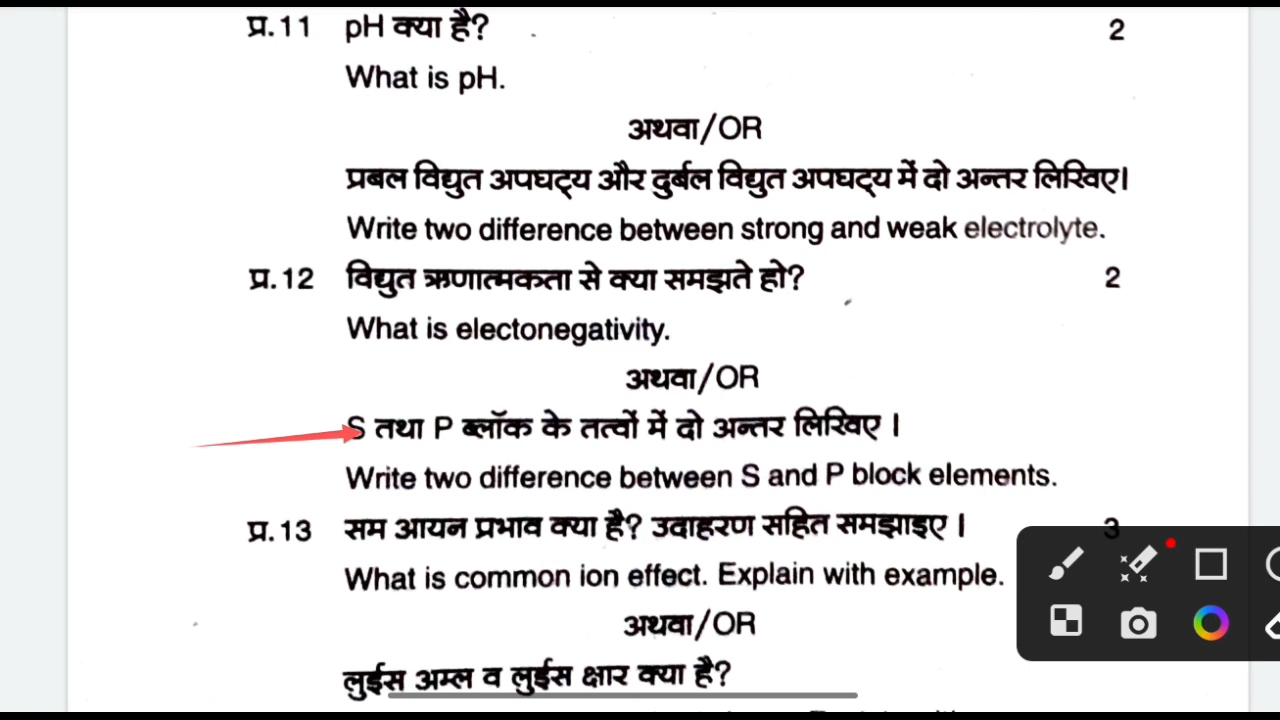 प्र.11 pH क्या है? 2
What is pH.
अथवा/OR
प्रबल विद्युत अपघट्य और दुर्बल विद्युत अपघट्य में दो अन्तर लिखिए।
Write two difference between strong and weak electrolyte.
प्र.12 विद्युत ऋणात्मकता से क्या समझते हो? 2
What is electonegativity.
अथवा/OR
S तथा P ब्लॉक के तत्वों में दो अन्तर लिखिए ।
Write two difference between S and P block elements.
प्र.13 सम आयन प्रभाव क्या है? उदाहरण सहित समझाइए । 3
What is common ion effect. Explain with example.
अथवा/OR
लुईस अम्ल व लुईस क्षार क्या है?